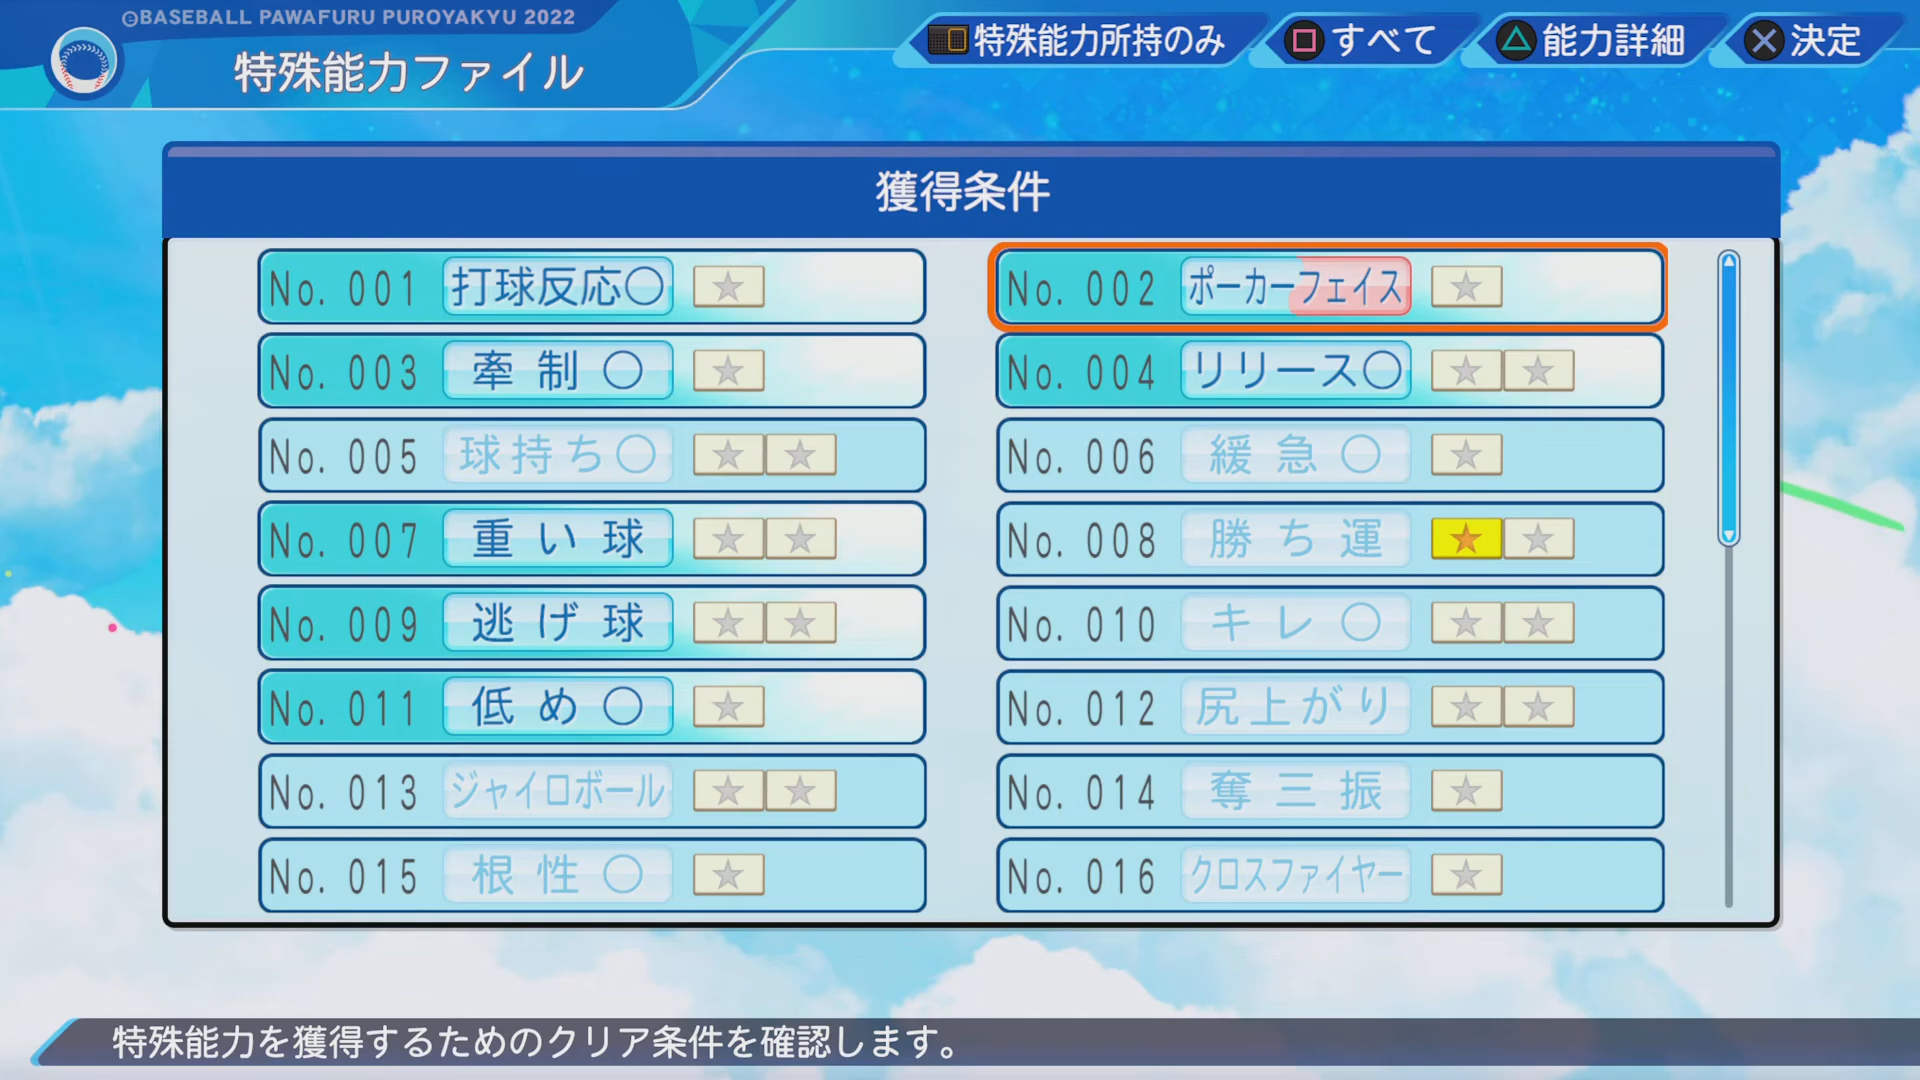 ©BASEBALL PAWAFURU PUROYAKYU 2022
特殊能力ファイル
特殊能力所持のみ
すべて
能力詳細
決定
獲得条件
No. 001 打球反応○
No. 002 ポーカーフェイス
No. 003 牽制○
No. 004 リリース○
No. 005 球持ち○
No. 006 緩急○
No. 007 重い球
No. 008 勝ち運
No. 009 逃げ球
No. 010 キレ○
No. 011 低め○
No. 012 尻上がり
No. 013 ジャイロボール
No. 014 奪三振
No. 015 根性○
No. 016 クロスファイヤー
特殊能力を獲得するためのクリア条件を確認します。